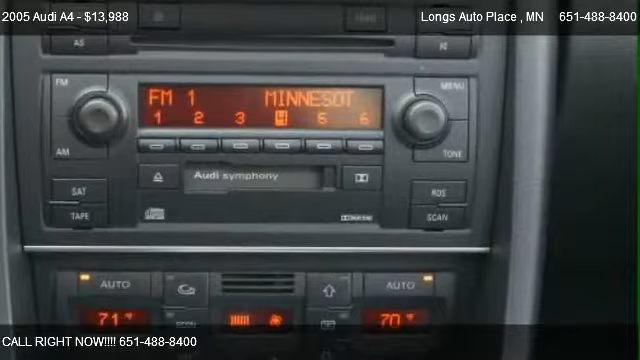 2005 Audi A4 - $13,988
Longs Auto Place , MN 651-488-8400
AS
FM
MENU
FM 1 MINNESOT
1 2 3 4 5 6
AM
TONE
Audi symphony
SAT
RDS
TAPE
SCAN
AUTO
AUTO
71 °F
70 °F
CALL RIGHT NOW!!!! 651-488-8400